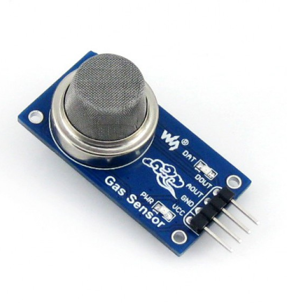 DAT
DOUT
AOUT
GND
VCC
PWR
Gas Sensor